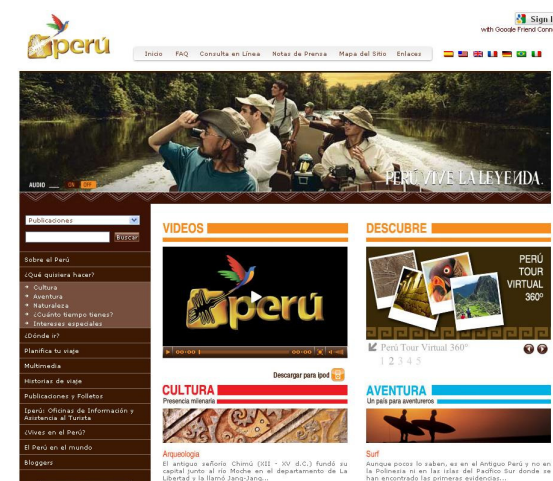 perú
Sign I
with Google Friend Conn
Inicio FAQ Consulta en Línea Notas de Prensa Mapa del Sitio Enlaces
AUDIO ON OFF
PERÚ VIVE LA LEYENDA.
Publicaciones
Buscar
Sobre el Perú
¿Qué quisiera hacer?
Cultura
Aventura
Naturaleza
¿Cuánto tiempo tienes?
Intereses especiales
¿Dónde ir?
Planifica tu viaje
Multimedia
Historias de viaje
Publicaciones y Folletos
Iperú: Oficinas de Información y
Asistencia al Turista
¿Vives en el Perú?
El Perú en el mundo
Bloggers
VIDEOS
perú
00:00 00:00
Descargar para ipod
CULTURA
Presencia milenaria
Arqueologia
El antiguo señorío Chimú (XII - XV d.C.) fundó su
capital junto al río Moche en el departamento de La
Libertad y la llamó Jang-Jang...
DESCUBRE
PERÚ
TOUR
VIRTUAL
360º
Perú Tour Virtual 360°
1 2 3 4 5
AVENTURA
Un país para aventureros
Surf
Aunque pocos lo saben, es en el Antiguo Perú y no en
la Polinesia ni en las islas del Pacífico Sur donde se
han encontrado las primeras evidencias...